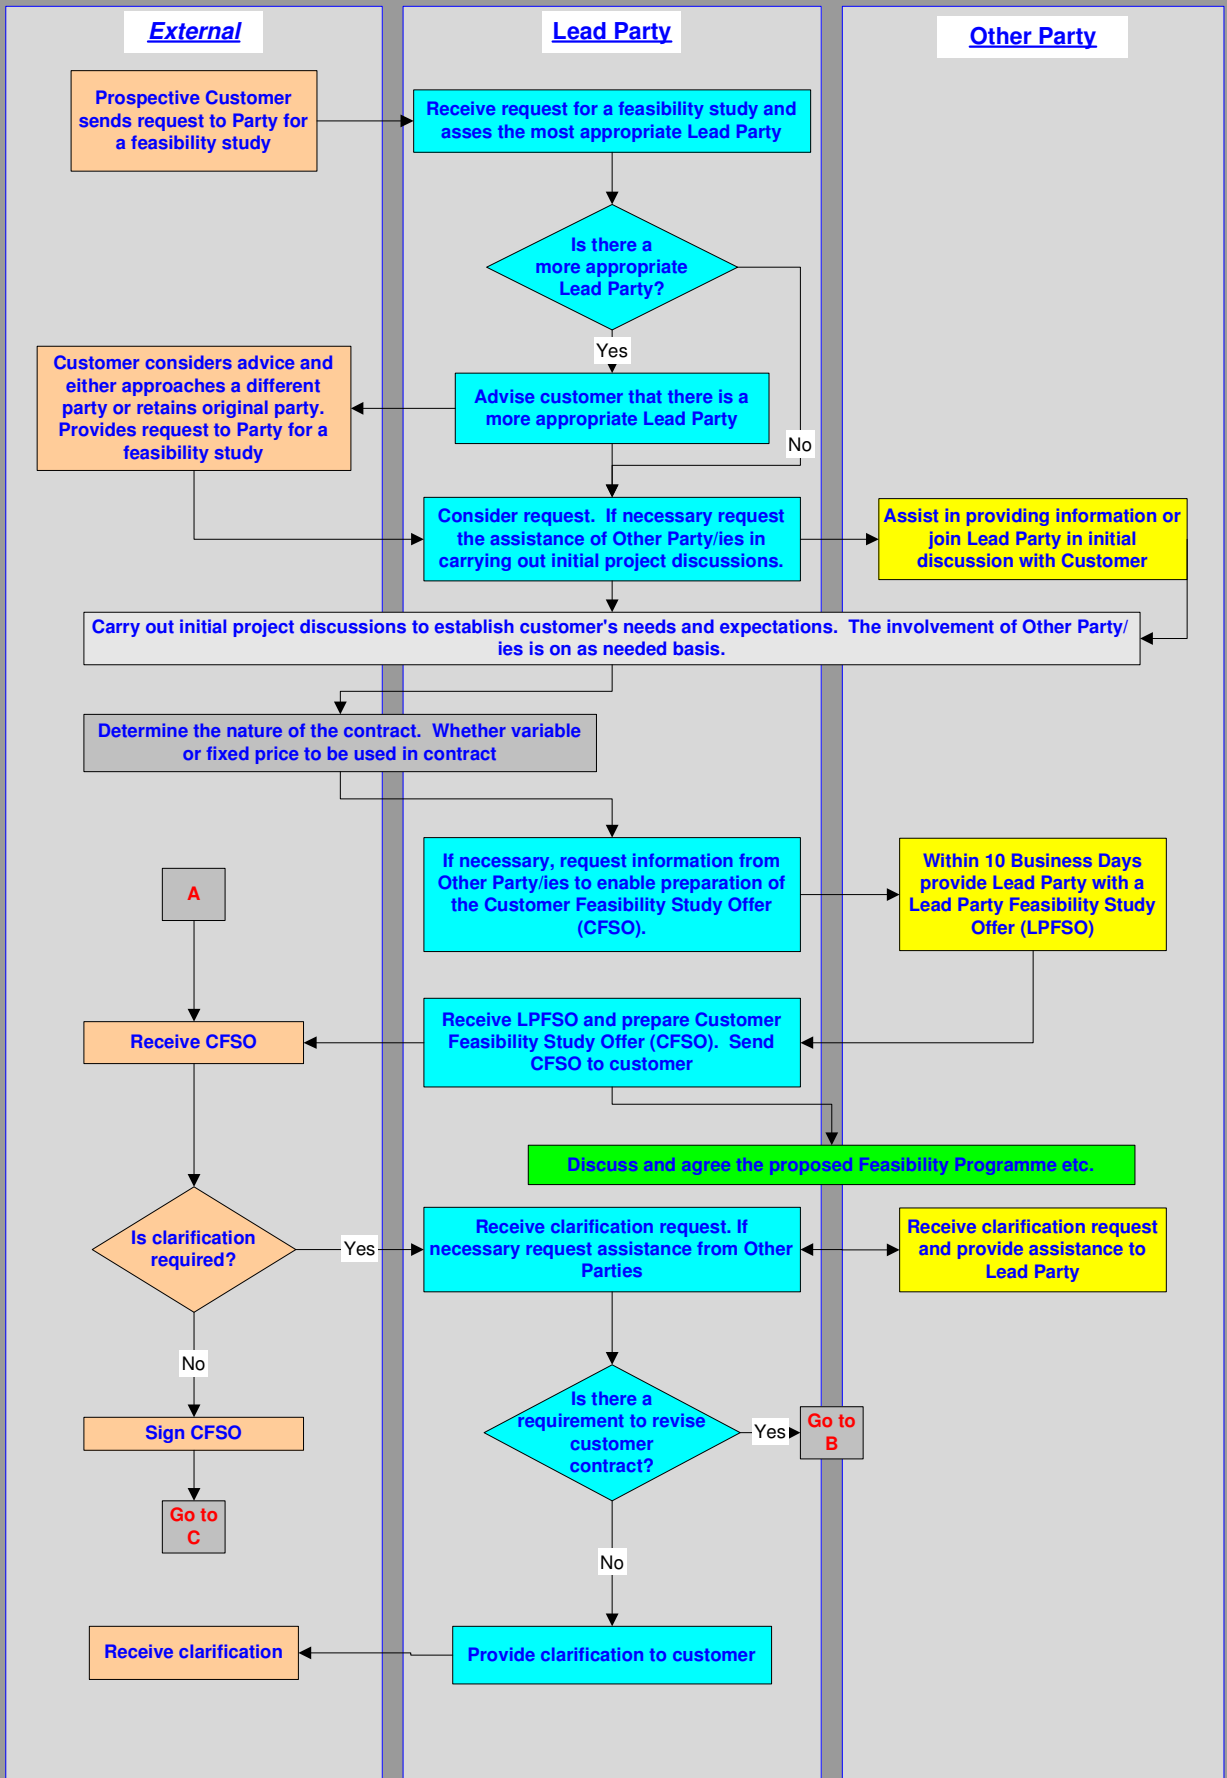 External
Lead Party
Other Party
Prospective Customer
sends request to Party for
a feasibility study
Receive request for a feasibility study and
asses the most appropriate Lead Party
Is there a
more appropriate
Lead Party?
Yes
No
Customer considers advice and
either approaches a different
party or retains original party.
Provides request to Party for a
feasibility study
Advise customer that there is a
more appropriate Lead Party
Consider request.  If necessary request
the assistance of Other Party/ies in
carrying out initial project discussions.
Assist in providing information or
join Lead Party in initial
discussion with Customer
Carry out initial project discussions to establish customer's needs and expectations.  The involvement of Other Party/
ies is on as needed basis.
Determine the nature of the contract.  Whether variable
or fixed price to be used in contract
If necessary, request information from
Other Party/ies to enable preparation of
the Customer Feasibility Study Offer
(CFSO).
Within 10 Business Days
provide Lead Party with a
Lead Party Feasibility Study
Offer (LPFSO)
A
Receive CFSO
Receive LPFSO and prepare Customer
Feasibility Study Offer (CFSO).  Send
CFSO to customer
Discuss and agree the proposed Feasibility Programme etc.
Is clarification
required?
Yes
Receive clarification request. If
necessary request assistance from Other
Parties
Receive clarification request
and provide assistance to
Lead Party
No
Sign CFSO
Go to
C
Is there a
requirement to revise
customer
contract?
Yes
Go to
B
No
Receive clarification
Provide clarification to customer